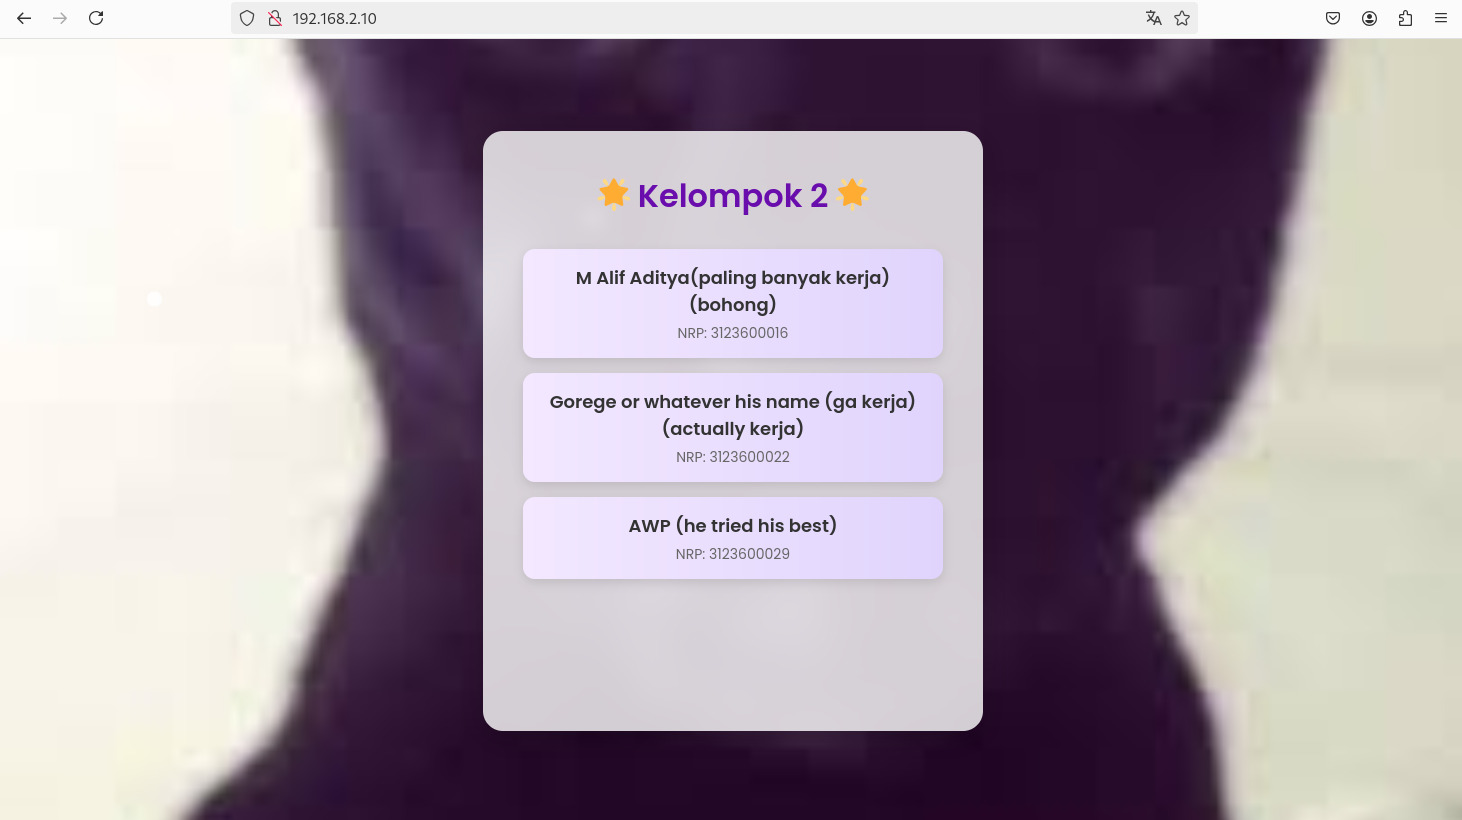 192.168.2.10
🌟 Kelompok 2 🌟
M Alif Aditya(paling banyak kerja)
(bohong)
NRP: 3123600016
Gorege or whatever his name (ga kerja)
(actually kerja)
NRP: 3123600022
AWP (he tried his best)
NRP: 3123600029